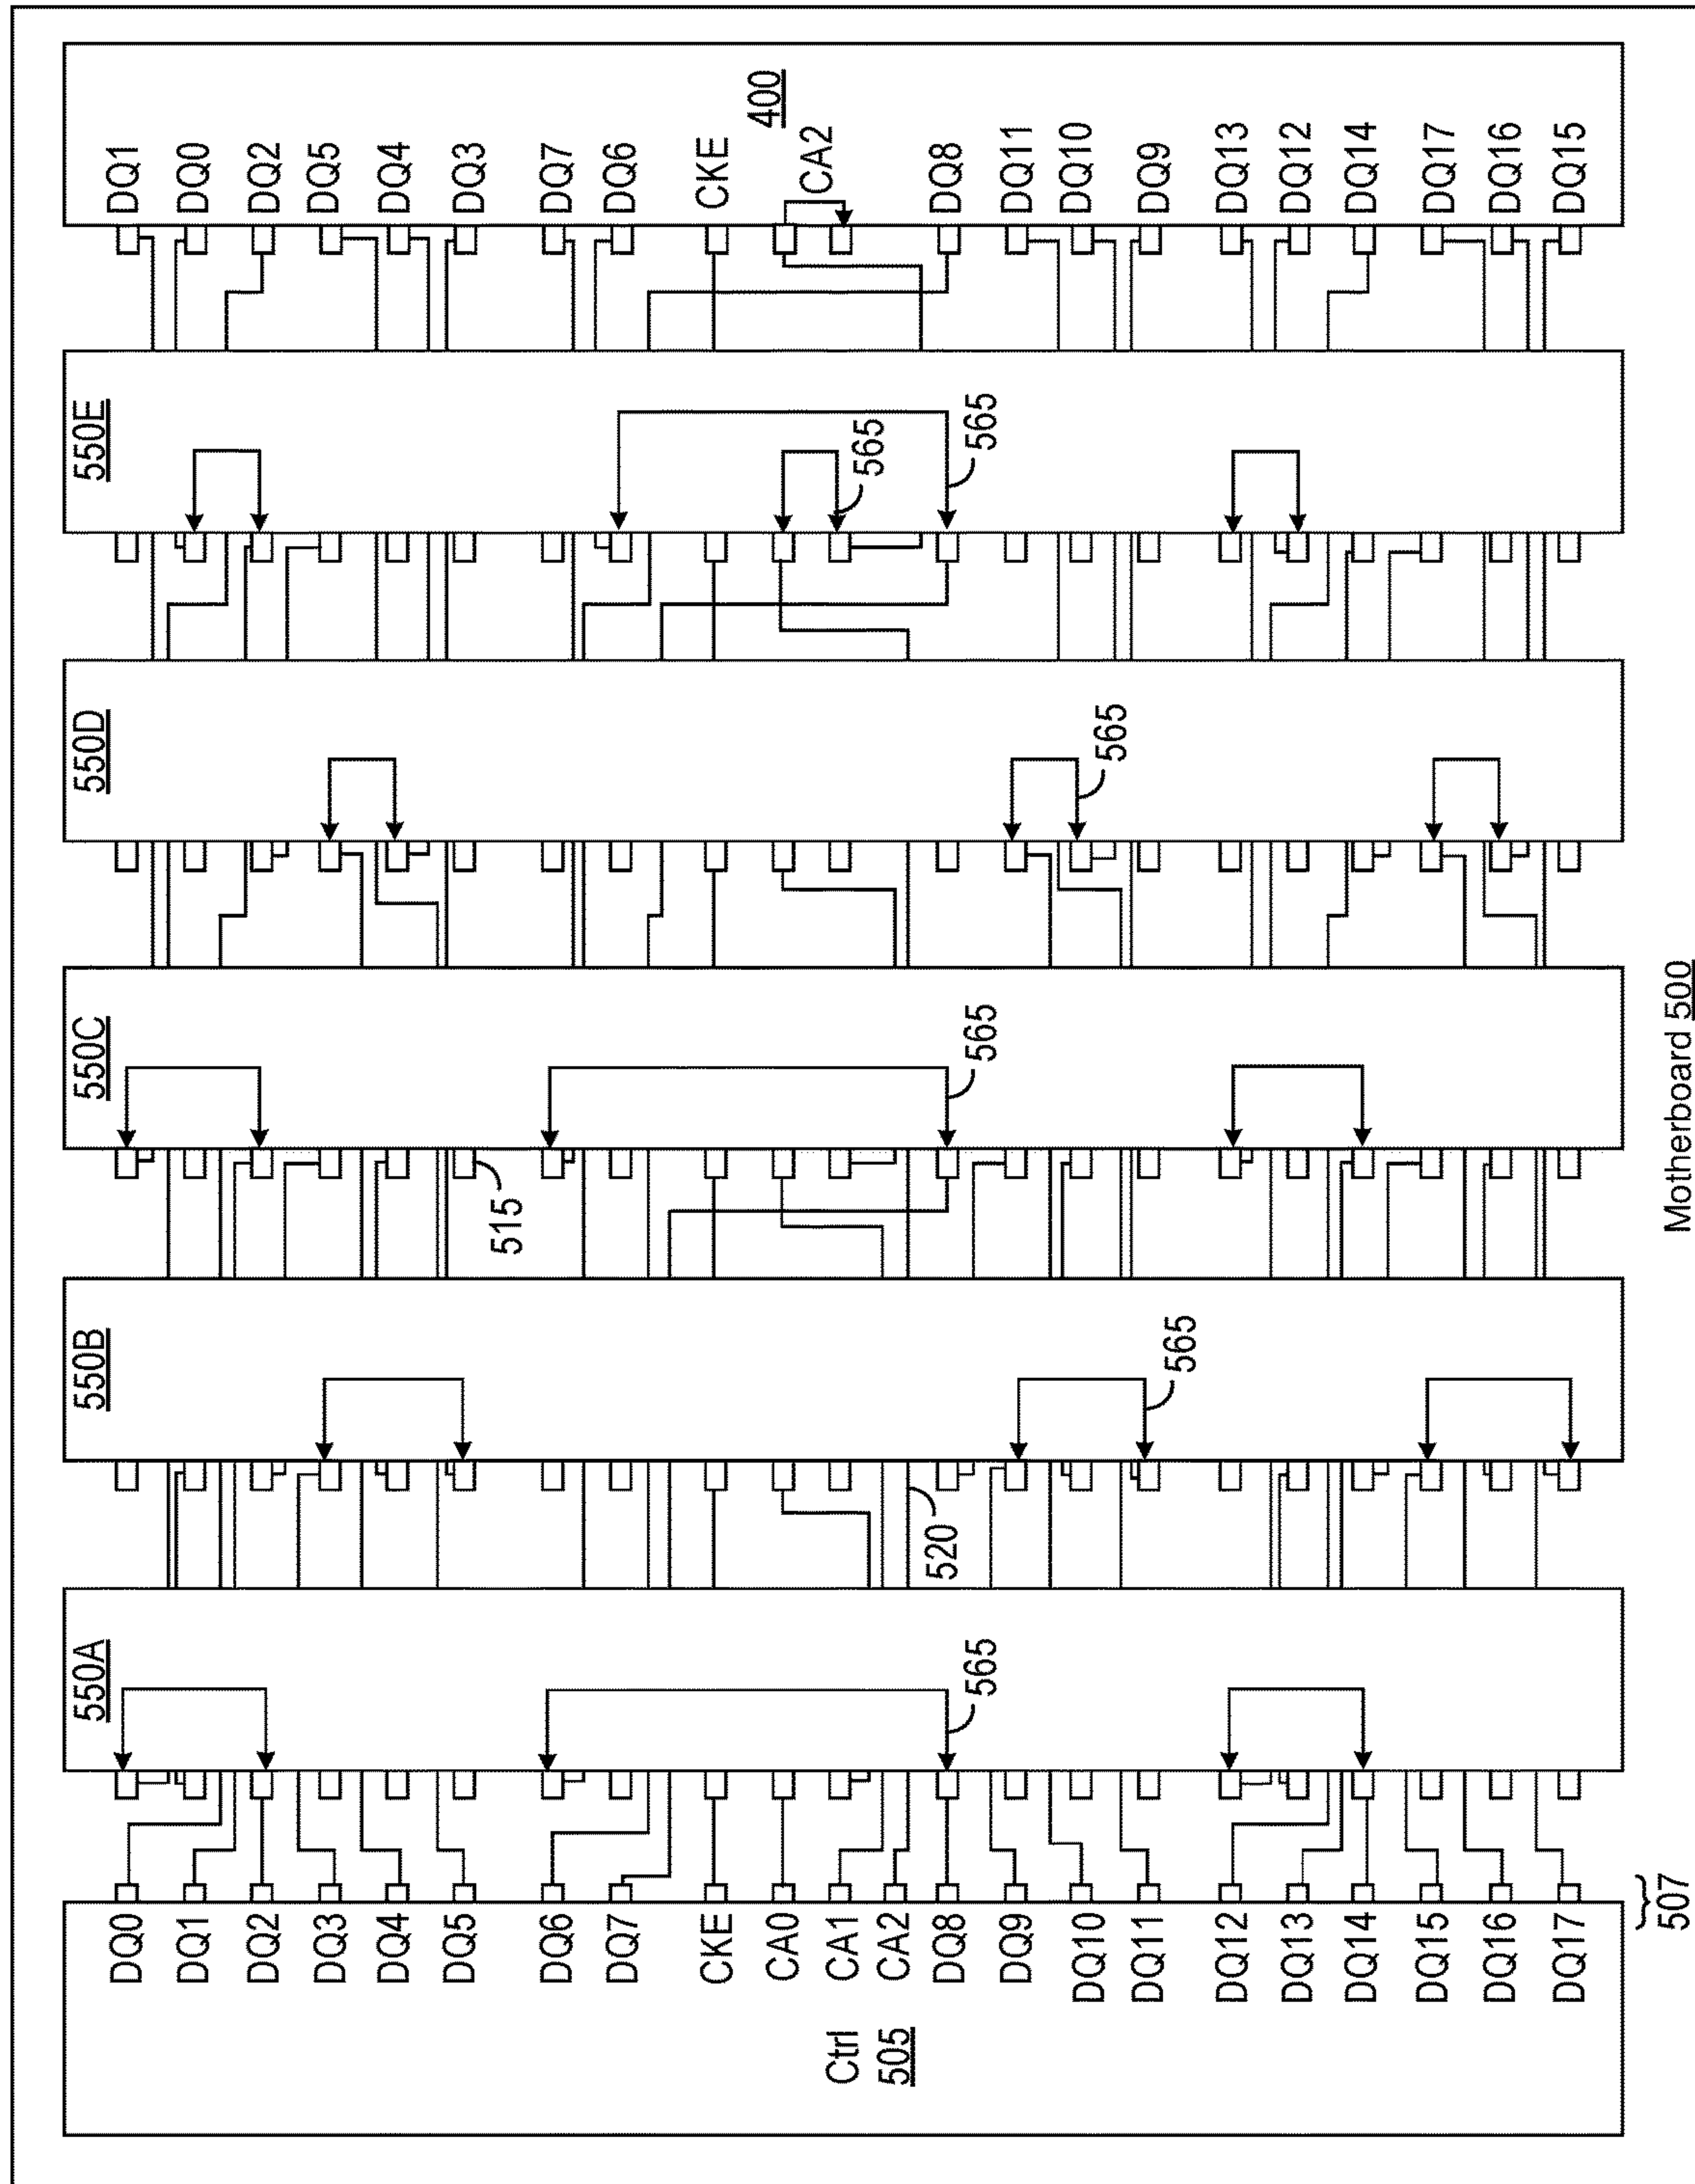 DQ1
DQ0
DQ2
DQ5
DQ4
DQ3
DQ7
DQ6
CKE
400
CA2
DQ8
DQ11
DQ10
DQ9
DQ13
DQ12
DQ14
DQ17
DQ16
DQ15
550E
565
565
550D
565
550C
565
515
550B
565
520
550A
565
DQ0
DQ1
DQ2
DQ3
DQ4
DQ5
DQ6
DQ7
CKE
CA0
CA1
CA2
DQ8
DQ9
DQ10
DQ11
DQ12
DQ13
DQ14
DQ15
DQ16
DQ17
507
Ctrl
505
Motherboard 500